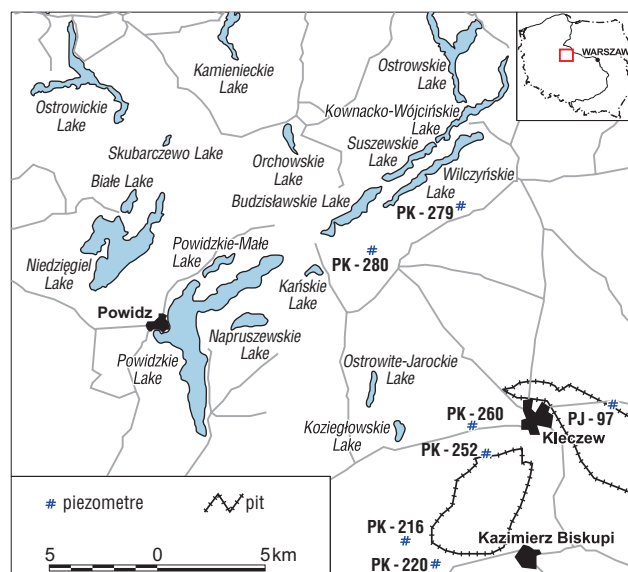 WARSZAW
Ostrowickie
Lake
Kamienieckie
Lake
Ostrowskie
Lake
Kownacko-Wójcińskie
Lake
Skubarczewo Lake
Orchowskie
Lake
Suszewskie
Lake
Białe Lake
Budzisławskie Lake
Wilczyńskie
Lake
PK - 279
Niedzięgiel
Lake
Powidzkie-Małe
Lake
Kańskie
Lake
PK - 280
Powidz
Powidzkie
Lake
Napruszewskie
Lake
Ostrowite-Jarockie
Lake
Koziegłowskie
Lake
PK - 260
PJ - 97
Kleczew
PK - 252
# piezometre
pit
PK - 216
Kazimierz Biskupi
PK - 220
5 0 5 km